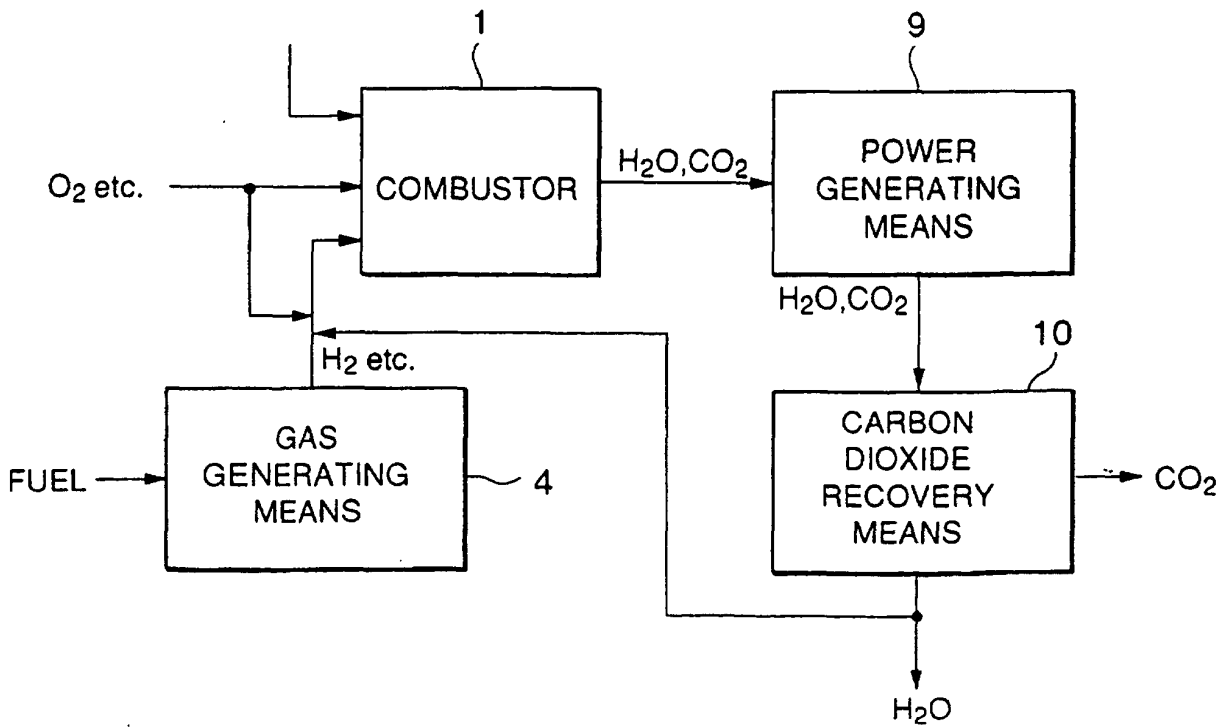 1
9
O2 etc.
COMBUSTOR
H2O,CO2
POWER
GENERATING
MEANS
H2O,CO2
H2 etc.
10
FUEL
GAS
GENERATING
MEANS
4
CARBON
DIOXIDE
RECOVERY
MEANS
CO2
H2O